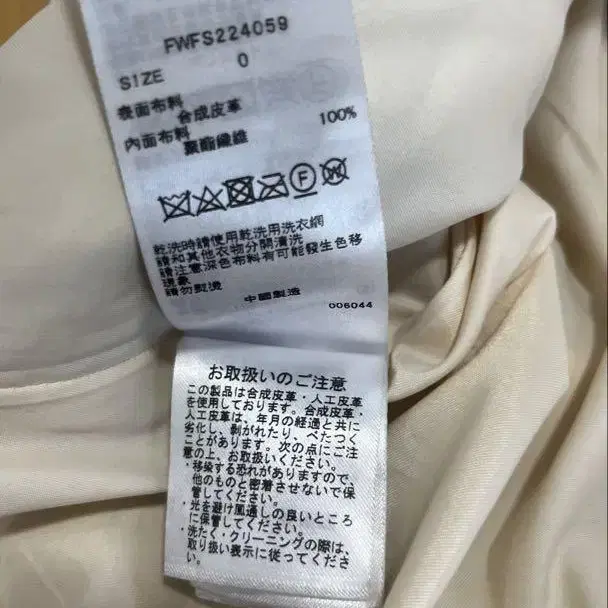 FWFS224059
SIZE 0
表面布料 合成皮革
內面布料 聚酯纖維 100%
F W
乾洗時請使用乾洗用洗衣網
請和其他衣物分開清洗
請注意深色布料有可能發生色移
現象
請勿熨燙
中國製造
006044
お取扱いのご注意
この製品は合成皮革・人工皮革
を使用しております。合成皮革・
人工皮革は、年月の経過と共に
劣化し、剥がれたり、べたつく
ことがあります。次の点にご注
意の上、お取扱いください。
・移染する恐れがありますので、
他のものと密着させないで保
管してください。
・光を避け風通しの良いところ
に保管してください。
・洗たく・クリーニングの際は、
取り扱い表示に従ってくださ
い。